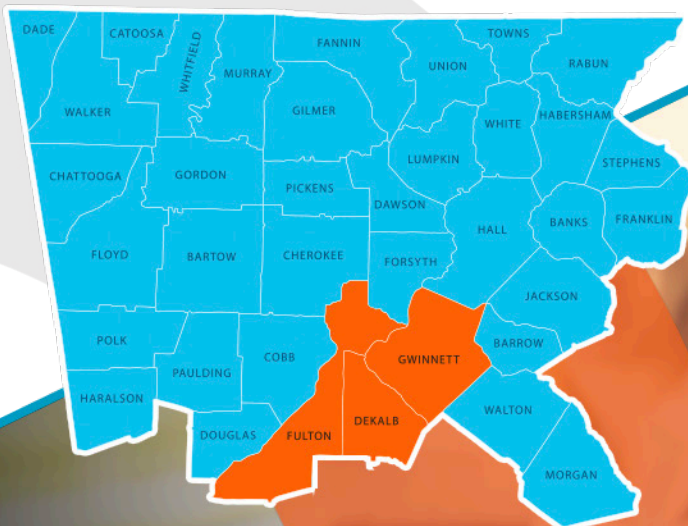 DADE
CATOOSA
WHITFIELD
MURRAY
FANNIN
UNION
TOWNS
RABUN
WALKER
GILMER
WHITE
HABERSHAM
CHATTOOGA
GORDON
PICKENS
LUMPKIN
STEPHENS
DAWSON
HALL
BANKS
FRANKLIN
FLOYD
BARTOW
CHEROKEE
FORSYTH
JACKSON
POLK
COBB
GWINNETT
BARROW
HARALSON
PAULDING
DOUGLAS
FULTON
DEKALB
WALTON
MORGAN